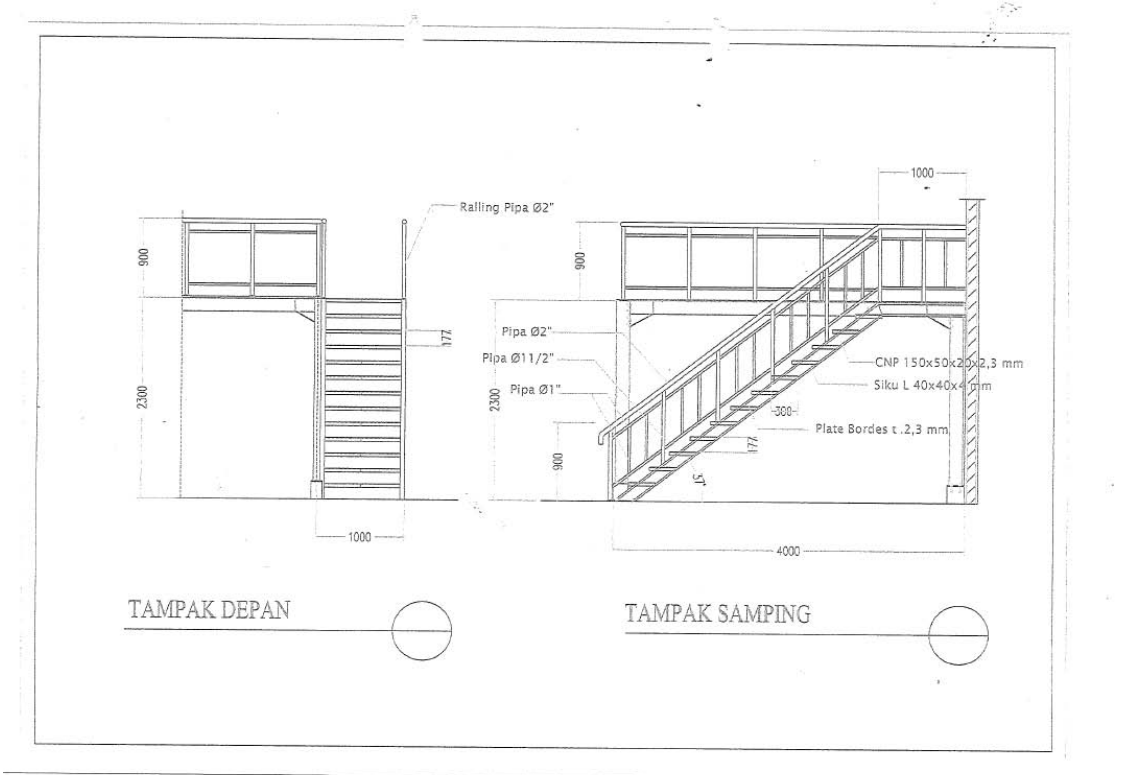 1000
Railing Pipa Ø2"
900
900
177
2300
Pipa Ø2"
Pipa Ø11/2"
Pipa Ø1"
2300
900
CNP 150x50x20x2,3 mm
Siku L 40x40x4 mm
300
Plate Bordes t .2,3 mm
177
1000
4000
TAMPAK DEPAN
TAMPAK SAMPING